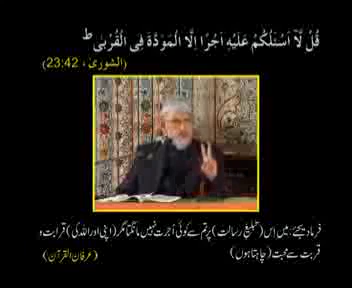 قُلْ لَّآ اَسْئَلُكُمْ عَلَیْهِ اَجْرًا اِلَّا الْمَوَدَّةَ فِی الْقُرْبٰی ط
(الشوریٰ، 23:42)
فرما دیجئے: میں اِس (تبلیغِ رسالت) پر تم سے کوئی اُجرت نہیں مانگتا مگر (اپنی اور اللہ کی) قرابت و
قربت سے محبت (چاہتا ہوں)
(عرفان القرآن)